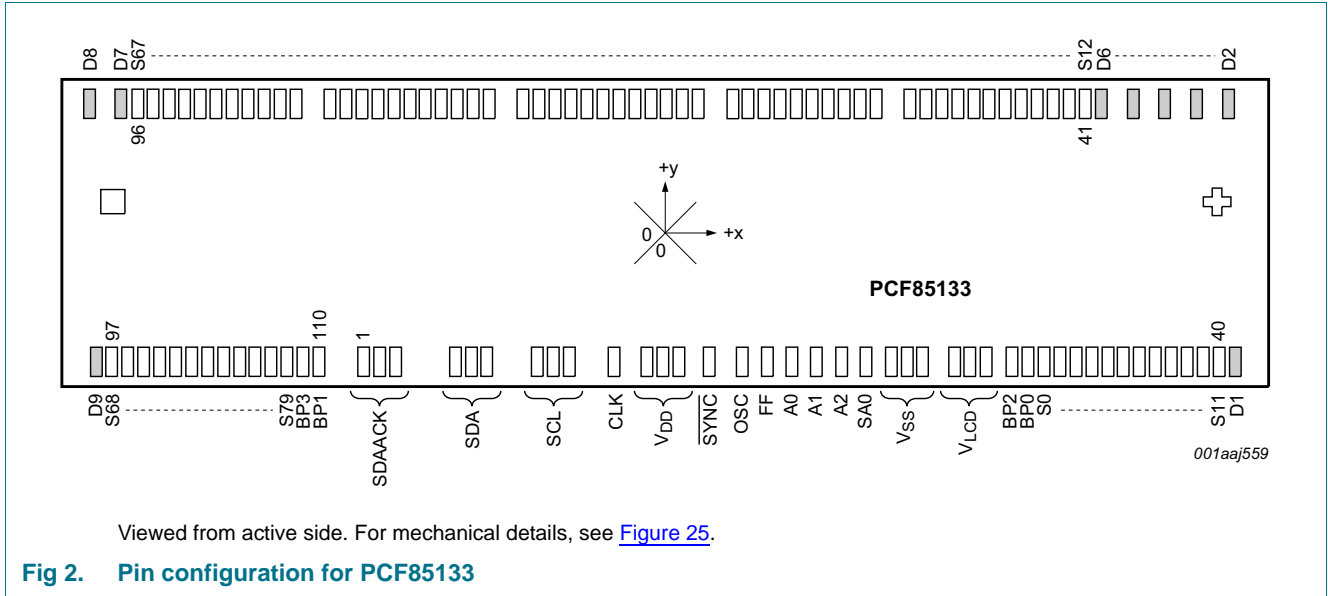 D8 D7 S67 S12 D6 D2
96 41
+y
0 +x
0
PCF85133
97 110 1 40
D9 S68 S79 BP3 BP1 SDAACK SDA SCL CLK VDD SYNC OSC FF A0 A1 A2 SA0 VSS VLCD BP2 BP0 S0 S11 D1
001aaj559
Viewed from active side. For mechanical details, see Figure 25.
Fig 2. Pin configuration for PCF85133